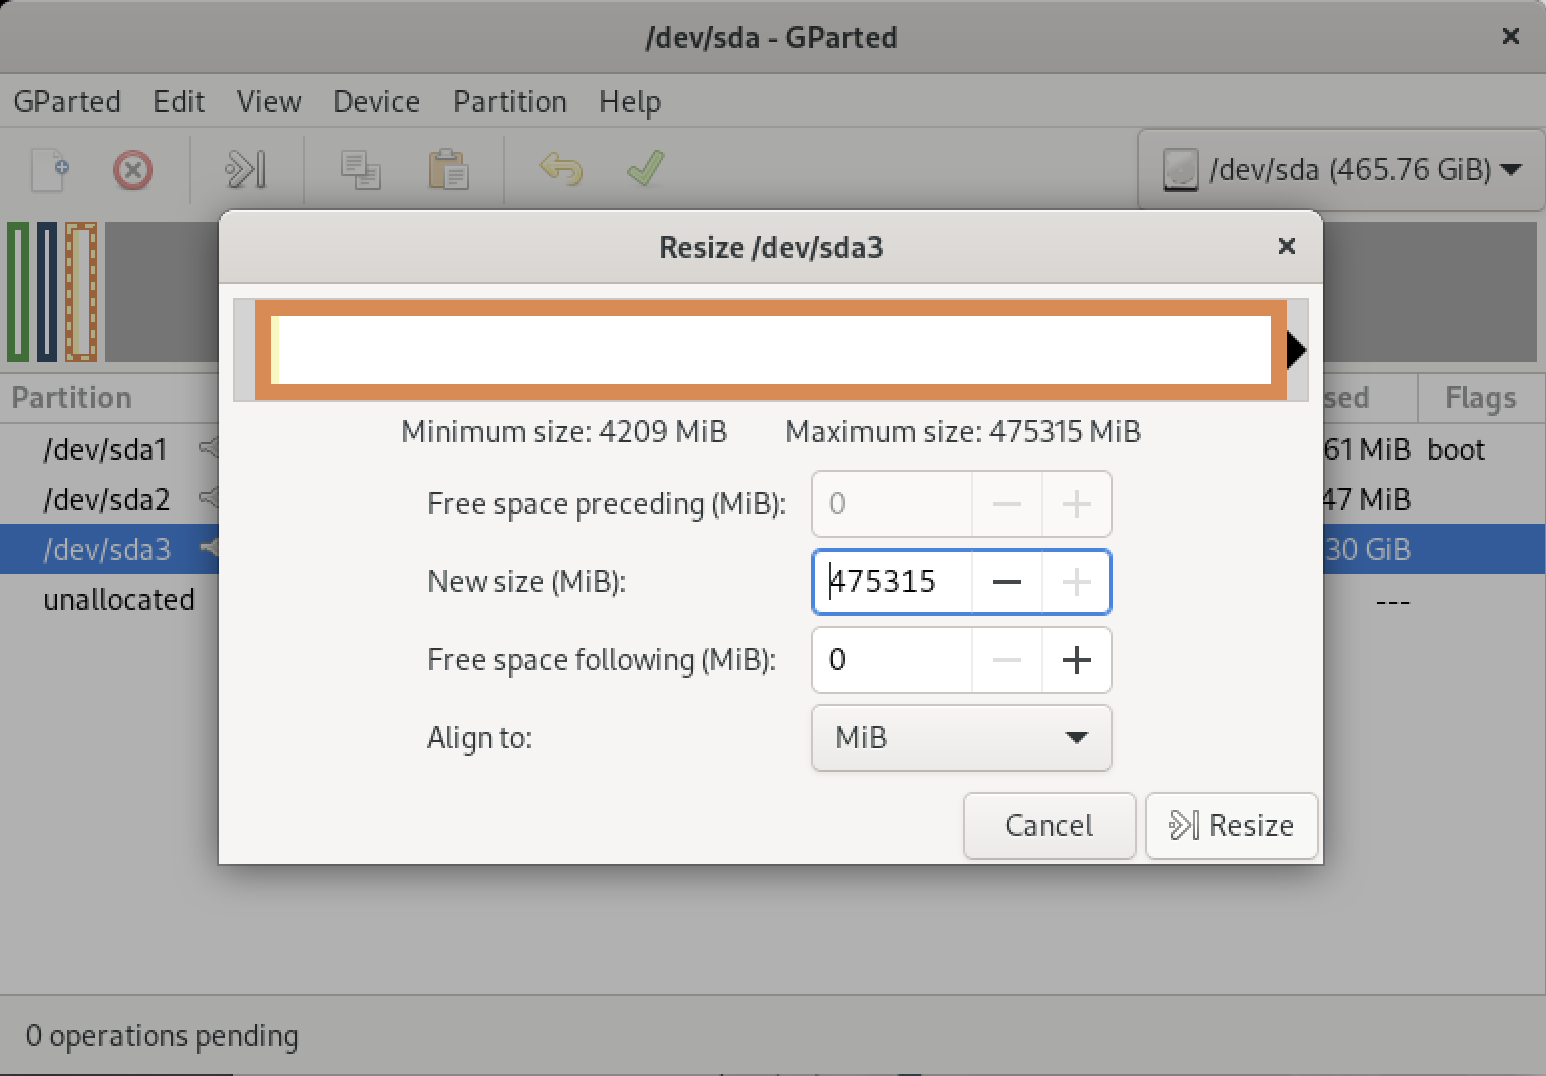 /dev/sda - GParted
GParted Edit View Device Partition Help
/dev/sda (465.76 GiB)
Resize /dev/sda3
Minimum size: 4209 MiB Maximum size: 475315 MiB
Free space preceding (MiB): 0
New size (MiB): 475315
Free space following (MiB): 0
Align to: MiB
Cancel Resize
Partition sed Flags
/dev/sda1 61 MiB boot
/dev/sda2 47 MiB
/dev/sda3 30 GiB
unallocated ---
0 operations pending